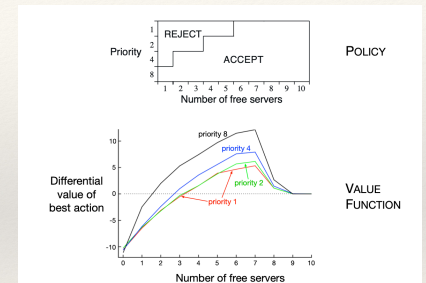 1
REJECT
POLICY
Priority
2
ACCEPT
4
8
1 2 3 4 5 6 7 8 9 10
Number of free servers
priority 8
10
priority 4
5
Differential
value of
best action
priority 2
VALUE
FUNCTION
0
priority 1
-5
-10
0 1 2 3 4 5 6 7 8 9 10
Number of free servers